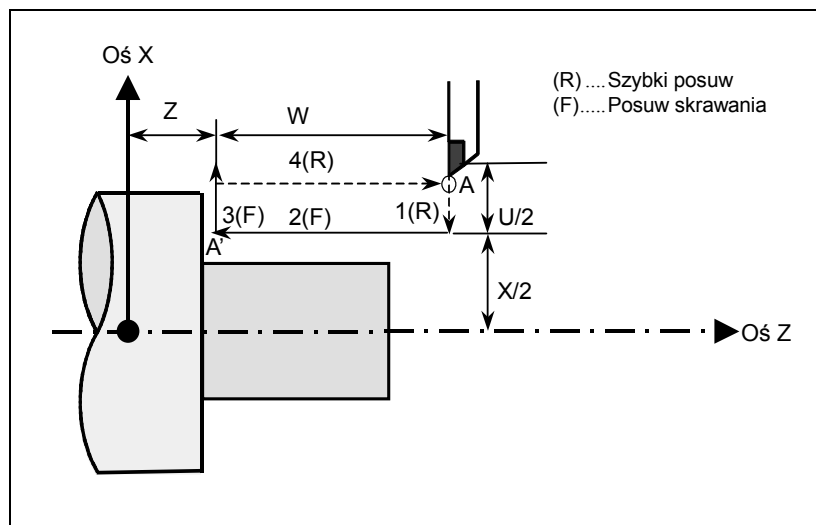 Oś X
(R) ....Szybki posuw
(F).....Posuw skrawania
Z
W
4(R)
A
3(F)
2(F)
1(R)
U/2
A'
X/2
Oś Z